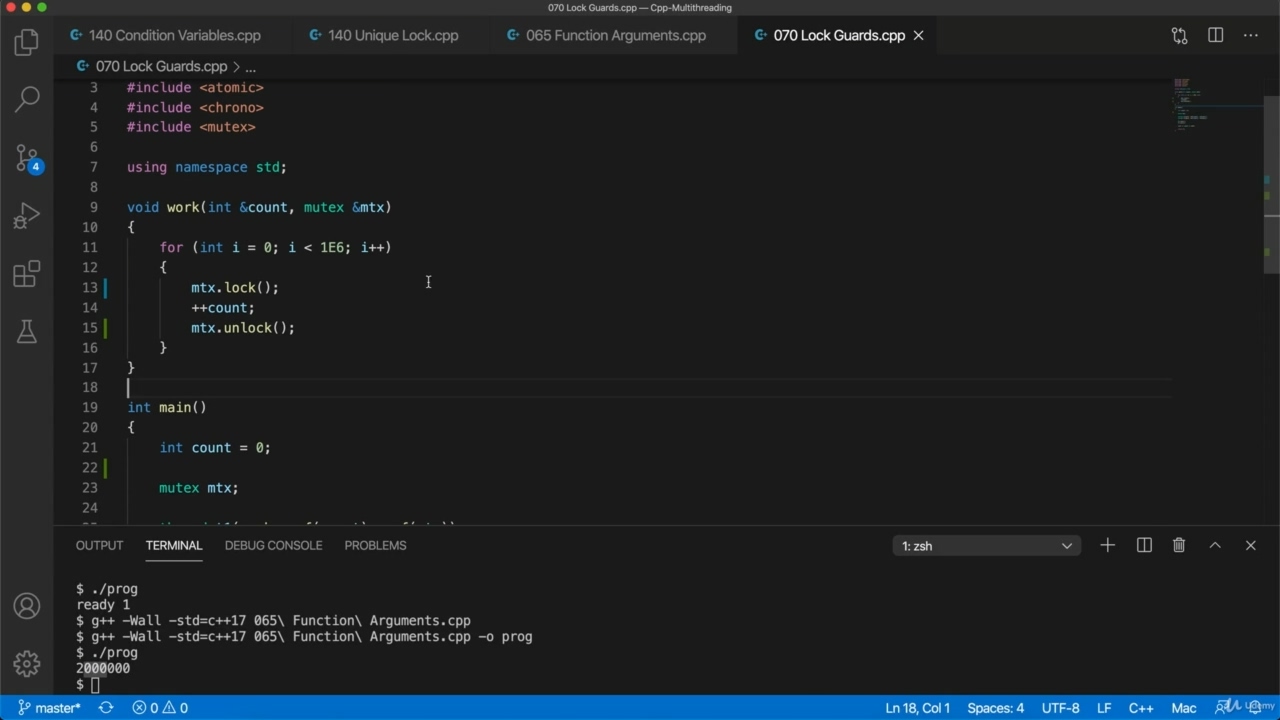 070 Lock Guards.cpp — Cpp-Multithreading
140 Condition Variables.cpp
140 Unique Lock.cpp
065 Function Arguments.cpp
070 Lock Guards.cpp
070 Lock Guards.cpp > ...
3 #include <atomic>
4 #include <chrono>
5 #include <mutex>
6
7 using namespace std;
8
9 void work(int &count, mutex &mtx)
10 {
11 for (int i = 0; i < 1E6; i++)
12 {
13 mtx.lock();
14 ++count;
15 mtx.unlock();
16 }
17 }
18
19 int main()
20 {
21 int count = 0;
22
23 mutex mtx;
24
4
OUTPUT TERMINAL DEBUG CONSOLE PROBLEMS
1: zsh
$ ./prog
ready 1
$ g++ -Wall -std=c++17 065\ Function\ Arguments.cpp
$ g++ -Wall -std=c++17 065\ Function\ Arguments.cpp -o prog
$ ./prog
2000000
$
master* 0 0 Ln 18, Col 1 Spaces: 4 UTF-8 LF C++ Mac
Udemy